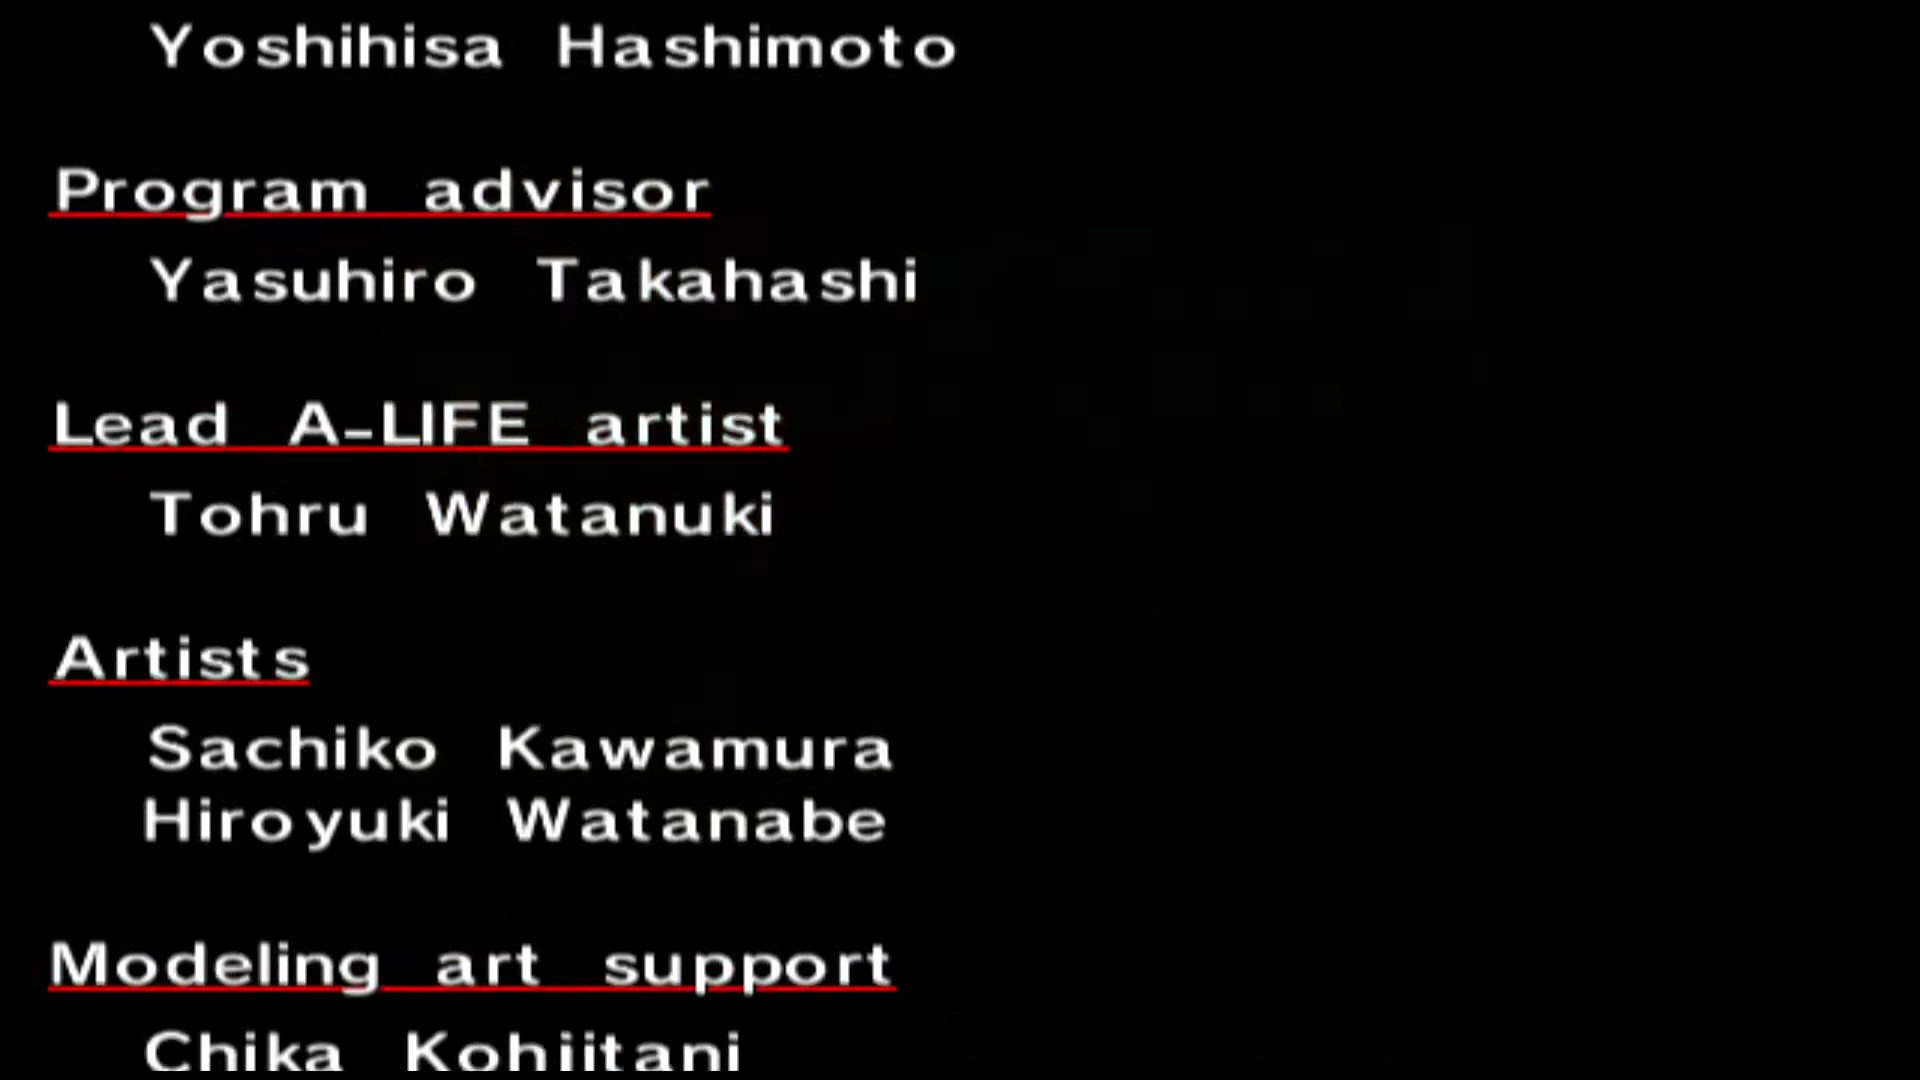 Yoshihisa Hashimoto
Program advisor
Yasuhiro Takahashi
Lead A-LIFE artist
Tohru Watanuki
Artists
Sachiko Kawamura
Hiroyuki Watanabe
Modeling art support
Chika Kohiitani